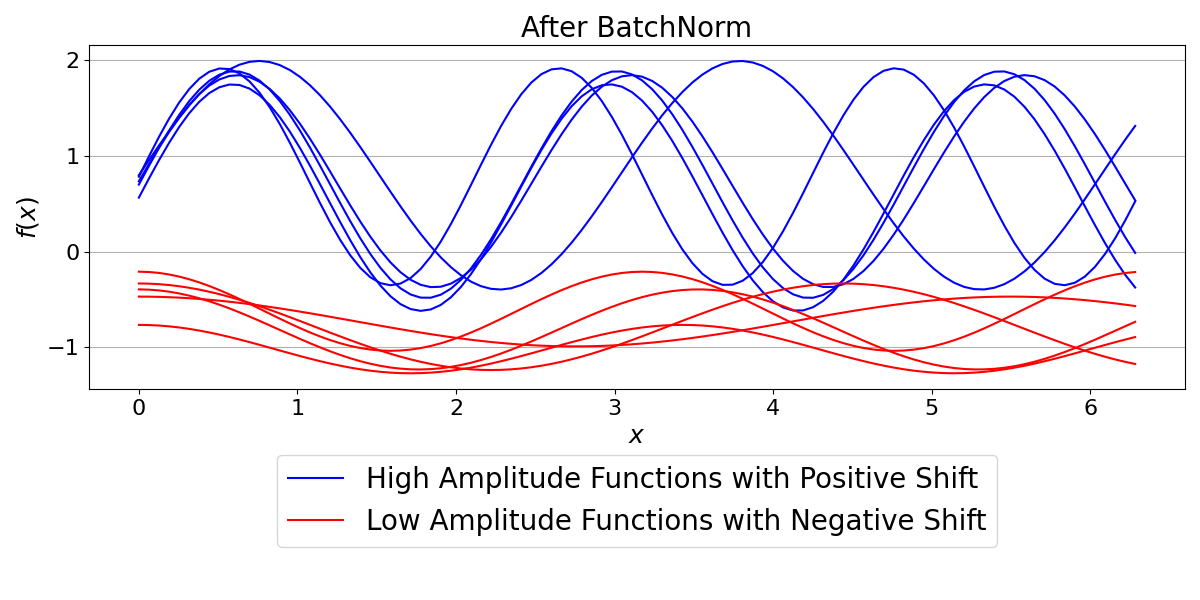 After BatchNorm
2
1
0
−1
f(x)
0 1 2 3 4 5 6
x
High Amplitude Functions with Positive Shift
Low Amplitude Functions with Negative Shift